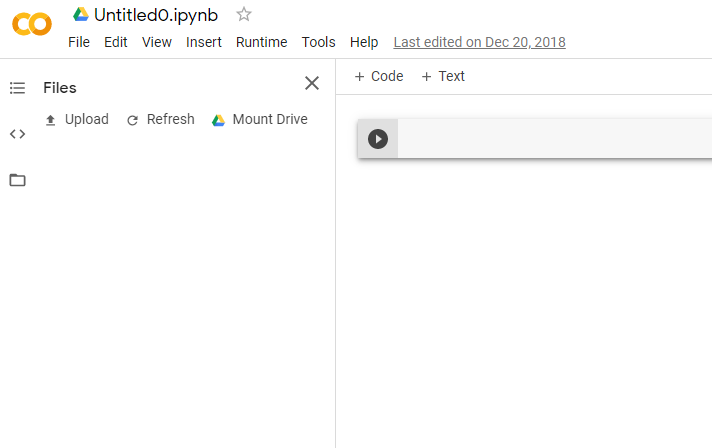 Untitled0.ipynb
File Edit View Insert Runtime Tools Help Last edited on Dec 20, 2018
Files
+ Code + Text
Upload Refresh Mount Drive